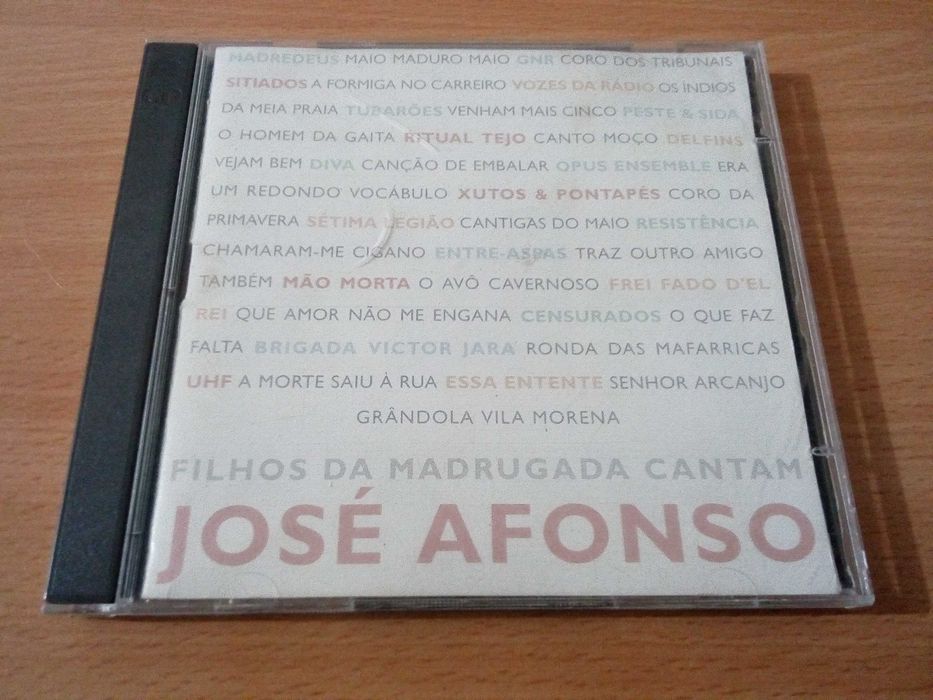 MADREDEUS MAIO MADURO MAIO GNR CORO DOS TRIBUNAIS
SITIADOS A FORMIGA NO CARREIRO VOZES DA RÁDIO OS ÍNDIOS
DA MEIA PRAIA TUBARÕES VENHAM MAIS CINCO PESTE & SIDA
O HOMEM DA GAITA RITUAL TEJO CANTO MOÇO DELFINS
VEJAM BEM DIVA CANÇÃO DE EMBALAR OPUS ENSEMBLE ERA
UM REDONDO VOCÁBULO XUTOS & PONTAPÉS CORO DA
PRIMAVERA SÉTIMA LEGIÃO CANTIGAS DO MAIO RESISTÊNCIA
CHAMARAM-ME CIGANO ENTRE-ASPAS TRAZ OUTRO AMIGO
TAMBÉM MÃO MORTA O AVÔ CAVERNOSO FREI FADO D'EL
REI QUE AMOR NÃO ME ENGANA CENSURADOS O QUE FAZ
FALTA BRIGADA VICTOR JARA RONDA DAS MAFARRICAS
UHF A MORTE SAIU À RUA ESSA ENTENTE SENHOR ARCANJO
GRÂNDOLA VILA MORENA
FILHOS DA MADRUGADA CANTAM
JOSÉ AFONSO